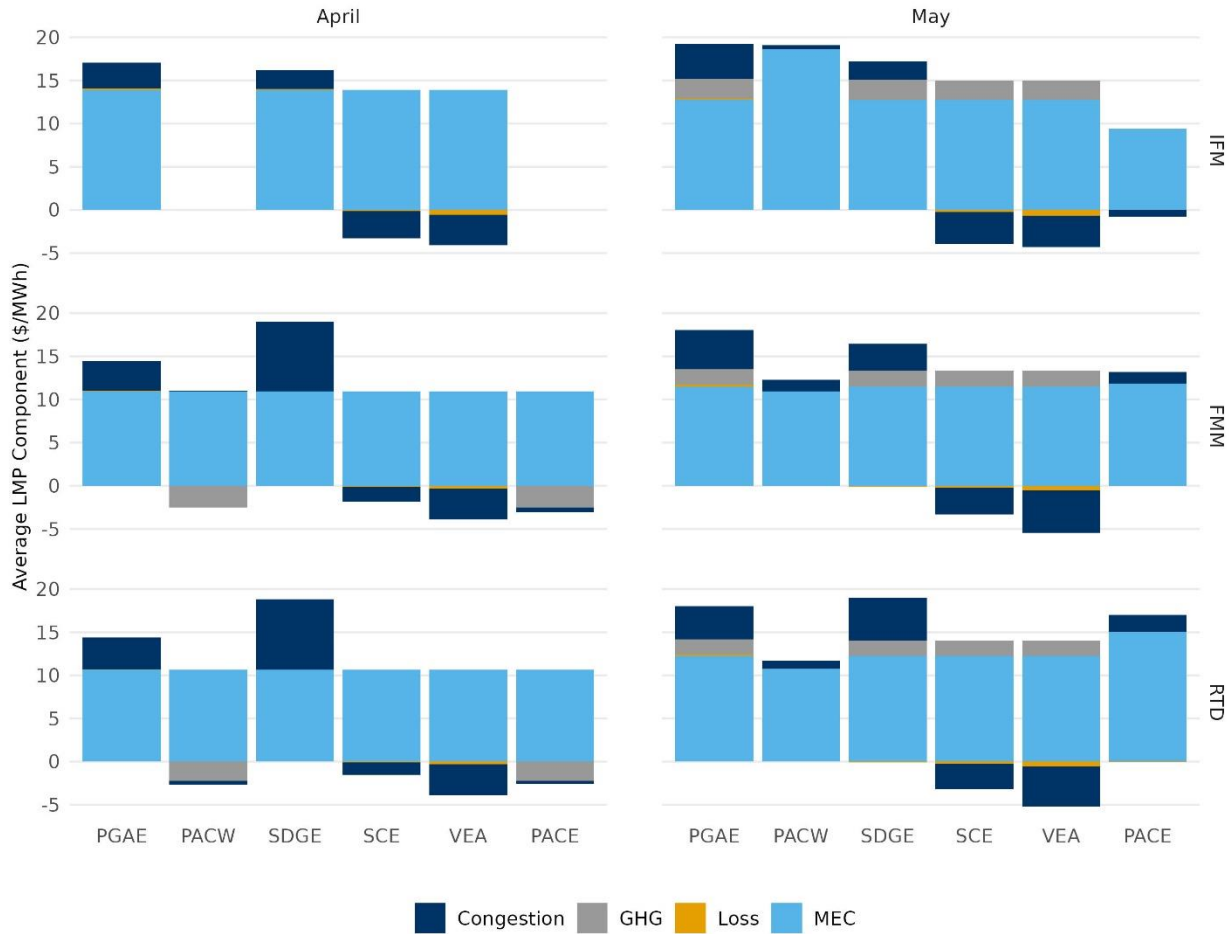 April
May
20
15
10
5
0
-5
IFM
20
15
10
5
0
-5
FMM
20
15
10
5
0
-5
RTD
Average LMP Component ($/MWh)
PGAE PACW SDGE SCE VEA PACE
PGAE PACW SDGE SCE VEA PACE
Congestion GHG Loss MEC